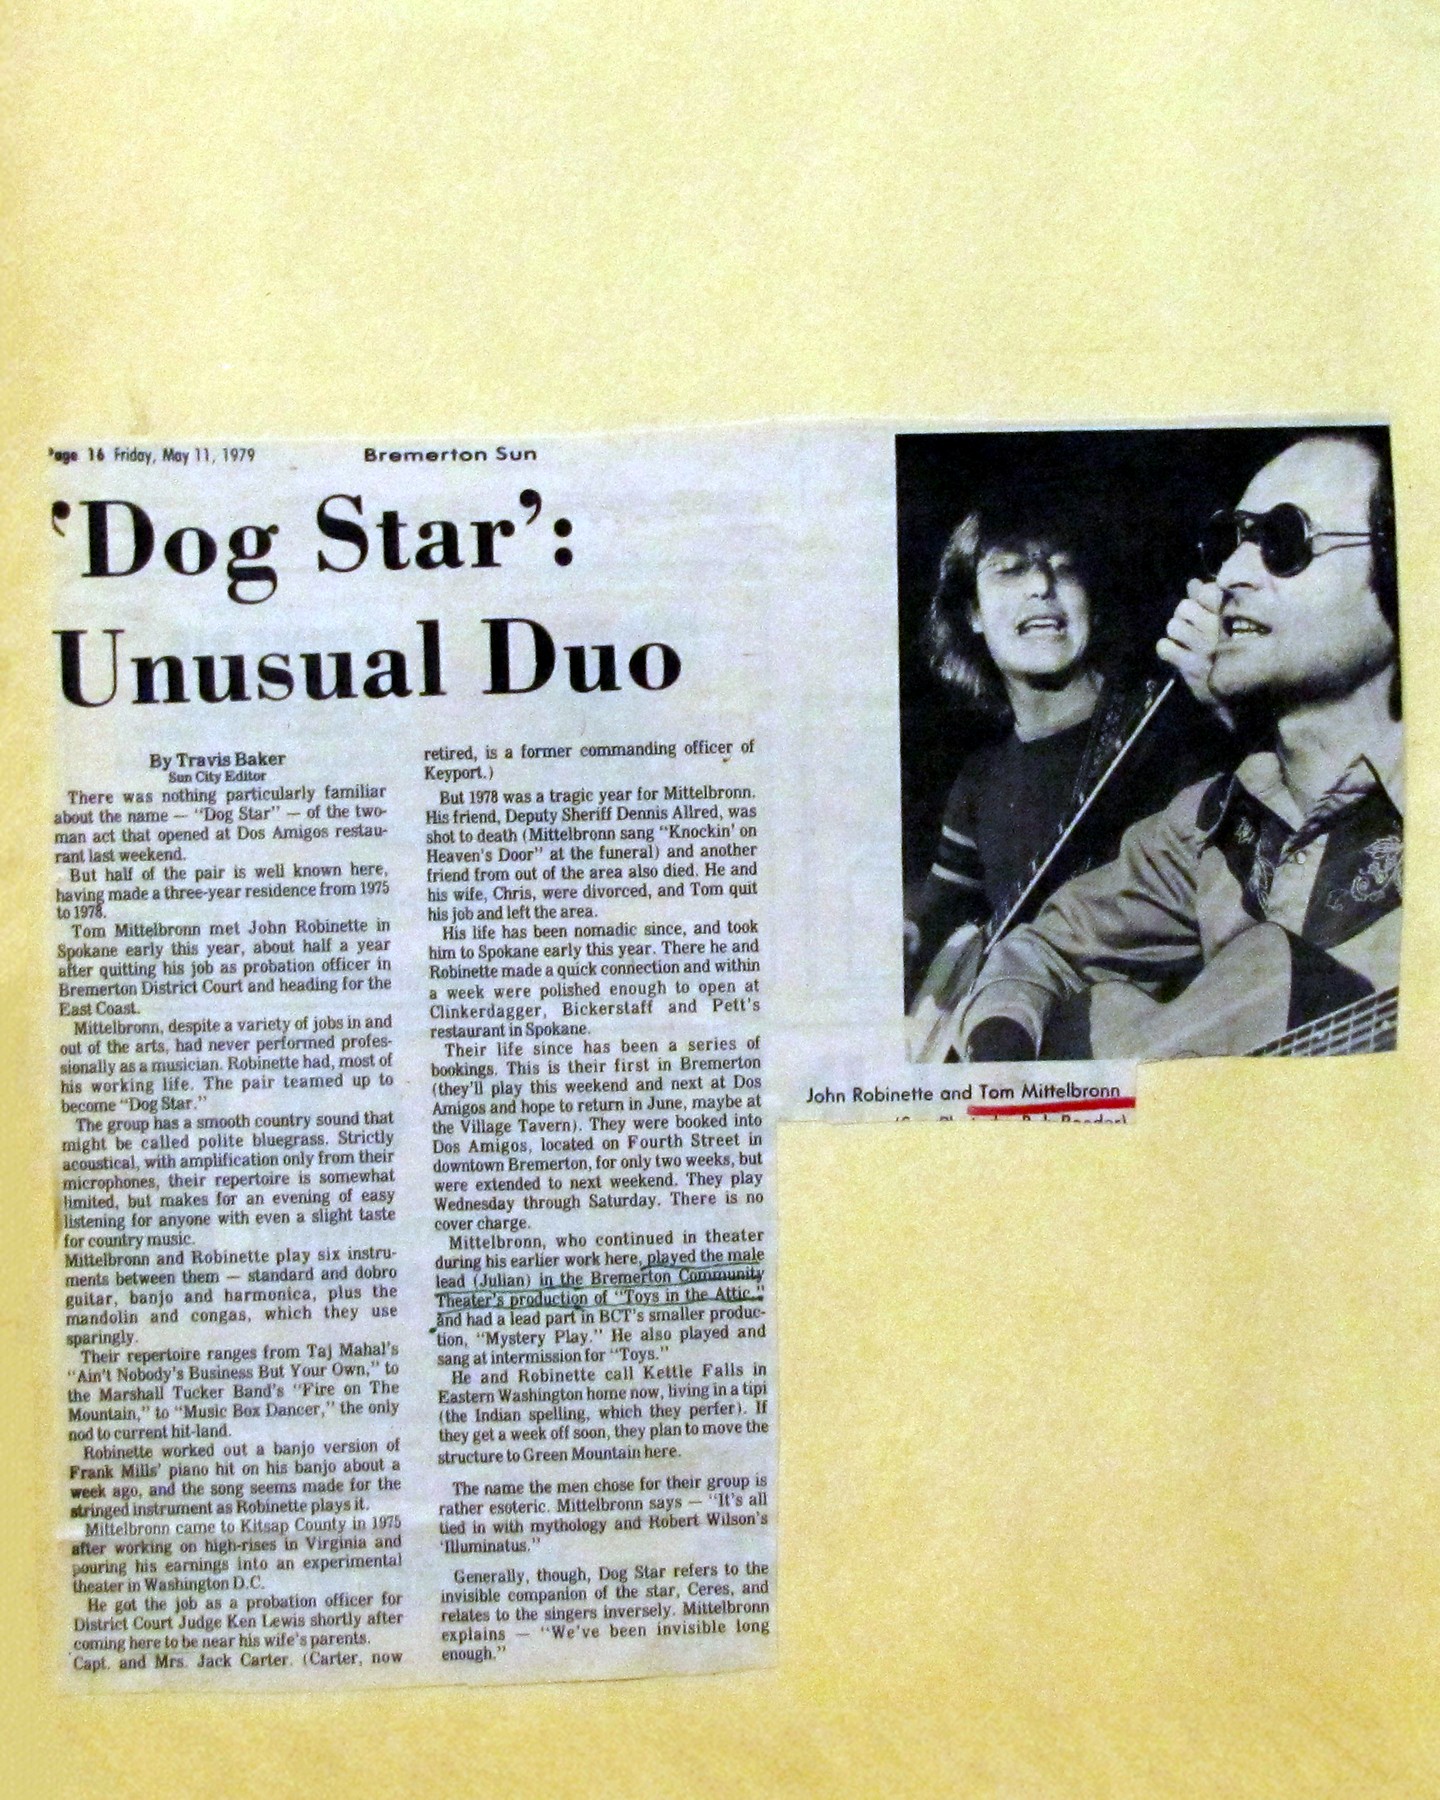 Page 16 Friday, May 11, 1979 Bremerton Sun
‘Dog Star’:
Unusual Duo
By Travis Baker
Sun City Editor
There was nothing particularly familiar
about the name — “Dog Star” — of the two-
man act that opened at Dos Amigos restau-
rant last weekend.
But half of the pair is well known here,
having made a three-year residence from 1975
to 1978.
Tom Mittelbronn met John Robinette in
Spokane early this year, about half a year
after quitting his job as probation officer in
Bremerton District Court and heading for the
East Coast.
Mittelbronn, despite a variety of jobs in and
out of the arts, had never performed profes-
sionally as a musician. Robinette had, most of
his working life. The pair teamed up to
become “Dog Star.”
The group has a smooth country sound that
might be called polite bluegrass. Strictly
acoustical, with amplification only from their
microphones, their repertoire is somewhat
limited, but makes for an evening of easy
listening for anyone with even a slight taste
for country music.
Mittelbronn and Robinette play six instru-
ments between them — standard and dobro
guitar, banjo and harmonica, plus the
mandolin and congas, which they use
sparingly.
Their repertoire ranges from Taj Mahal’s
“Ain’t Nobody’s Business But Your Own,” to
the Marshall Tucker Band’s “Fire on The
Mountain,” to “Music Box Dancer,” the only
nod to current hit-land.
Robinette worked out a banjo version of
Frank Mills’ piano hit on his banjo about a
week ago, and the song seems made for the
stringed instrument as Robinette plays it.
Mittelbronn came to Kitsap County in 1975
after working on high-rises in Virginia and
pouring his earnings into an experimental
theater in Washington D.C.
He got the job as a probation officer for
District Court Judge Ken Lewis shortly after
coming here to be near his wife’s parents.
Capt. and Mrs. Jack Carter. (Carter, now
retired, is a former commanding officer of
Keyport.)
But 1978 was a tragic year for Mittelbronn.
His friend, Deputy Sheriff Dennis Allred, was
shot to death (Mittelbronn sang “Knockin’ on
Heaven’s Door” at the funeral) and another
friend from out of the area also died. He and
his wife, Chris, were divorced, and Tom quit
his job and left the area.
His life has been nomadic since, and took
him to Spokane early this year. There he and
Robinette made a quick connection and within
a week were polished enough to open at
Clinkerdagger, Bickerstaff and Pett’s
restaurant in Spokane.
Their life since has been a series of
bookings. This is their first in Bremerton
(they’ll play this weekend and next at Dos
Amigos and hope to return in June, maybe at
the Village Tavern). They were booked into
Dos Amigos, located on Fourth Street in
downtown Bremerton, for only two weeks, but
were extended to next weekend. They play
Wednesday through Saturday. There is no
cover charge.
Mittelbronn, who continued in theater
during his earlier work here, played the male
lead (Julian) in the Bremerton Community
Theater’s production of “Toys in the Attic,”
and had a lead part in BCT’s smaller produc-
tion, “Mystery Play.” He also played and
sang at intermission for “Toys.”
He and Robinette call Kettle Falls in
Eastern Washington home now, living in a tipi
(the Indian spelling, which they perfer). If
they get a week off soon, they plan to move the
structure to Green Mountain here.
The name the men chose for their group is
rather esoteric. Mittelbronn says — “It’s all
tied in with mythology and Robert Wilson’s
‘Illuminatus.”
Generally, though, Dog Star refers to the
invisible companion of the star, Ceres, and
relates to the singers inversely. Mittelbronn
explains — “We’ve been invisible long
enough.”
John Robinette and Tom Mittelbronn